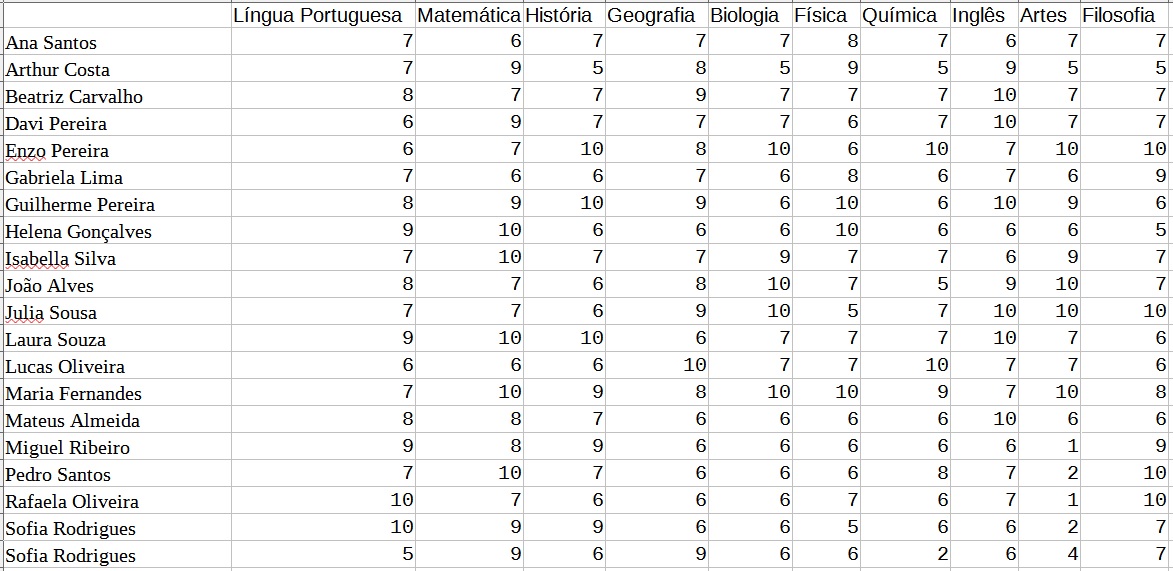 Língua Portuguesa Matemática História Geografia Biologia Física Química Inglês Artes Filosofia
Ana Santos 7 6 7 7 7 8 7 6 7 7
Arthur Costa 7 9 5 8 5 9 5 9 5 5
Beatriz Carvalho 8 7 7 9 7 7 7 10 7 7
Davi Pereira 6 9 7 7 7 6 7 10 7 7
Enzo Pereira 6 7 10 8 10 6 10 7 10 10
Gabriela Lima 7 6 6 7 6 8 6 7 6 9
Guilherme Pereira 8 9 10 9 6 10 6 10 9 6
Helena Gonçalves 9 10 6 6 6 10 6 6 6 5
Isabella Silva 7 10 7 7 9 7 7 6 9 7
João Alves 8 7 6 8 10 7 5 9 10 7
Julia Sousa 7 7 6 9 10 5 7 10 10 10
Laura Souza 9 10 10 6 7 7 7 10 7 6
Lucas Oliveira 6 6 6 10 7 7 10 7 7 6
Maria Fernandes 7 10 9 8 10 10 9 7 10 8
Mateus Almeida 8 8 7 6 6 6 6 10 6 6
Miguel Ribeiro 9 8 9 6 6 6 6 6 1 9
Pedro Santos 7 10 7 6 6 6 8 7 2 10
Rafaela Oliveira 10 7 6 6 6 7 6 7 1 10
Sofia Rodrigues 10 9 9 6 6 5 6 6 2 7
Sofia Rodrigues 5 9 6 9 6 6 2 6 4 7